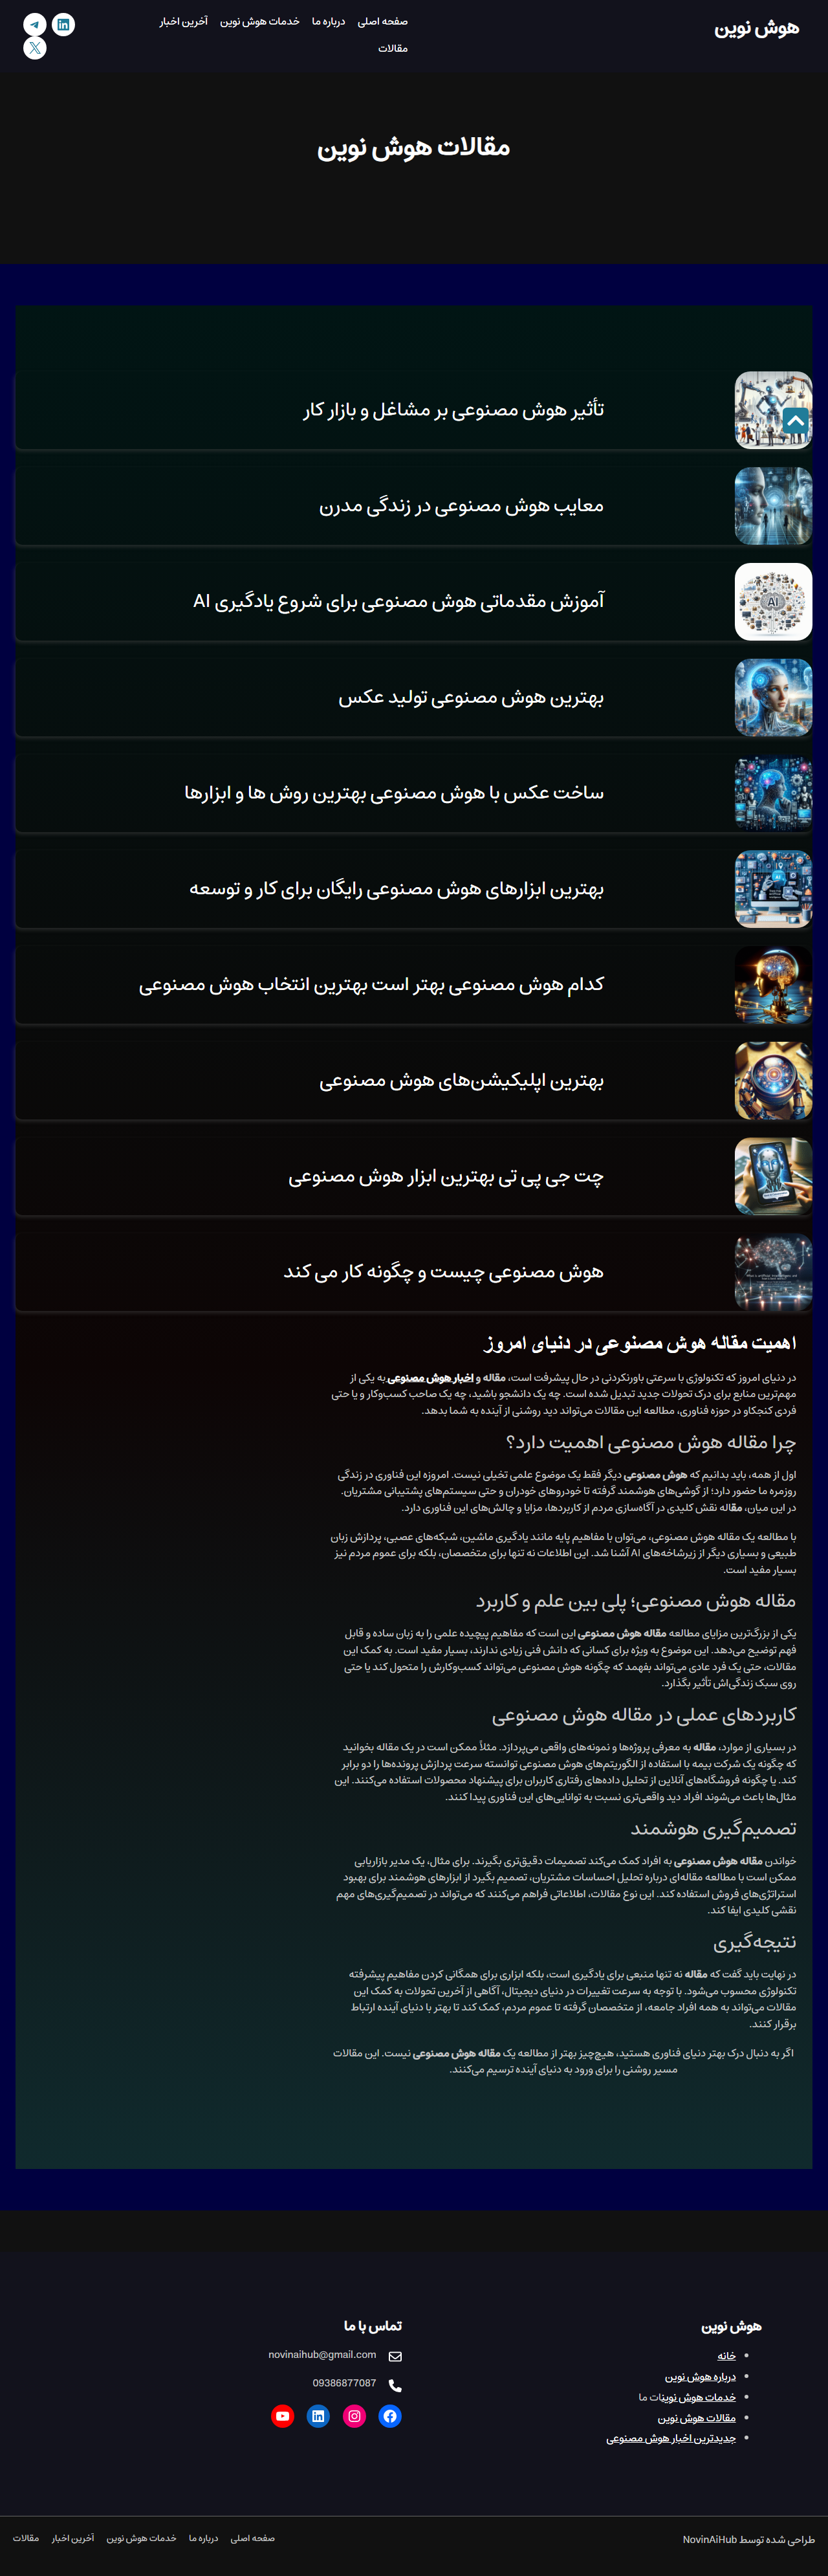 هوش نوین
صفحه اصلی درباره ما خدمات هوش نوین آخرین اخبار
مقالات
مقالات هوش نوین
تأثیر هوش مصنوعی بر مشاغل و بازار کار
معایب هوش مصنوعی در زندگی مدرن
آموزش مقدماتی هوش مصنوعی برای شروع یادگیری AI
AI
بهترین هوش مصنوعی تولید عکس
ساخت عکس با هوش مصنوعی بهترین روش ها و ابزارها
بهترین ابزارهای هوش مصنوعی رایگان برای کار و توسعه
کدام هوش مصنوعی بهتر است بهترین انتخاب هوش مصنوعی
بهترین اپلیکیشن‌های هوش مصنوعی
چت جی پی تی بهترین ابزار هوش مصنوعی
هوش مصنوعی چیست و چگونه کار می کند
اهمیت مقاله هوش مصنوعی در دنیای امروز
در دنیای امروز که تکنولوژی با سرعتی باورنکردنی در حال پیشرفت است، مقاله و اخبار هوش مصنوعی به یکی از
مهم‌ترین منابع برای درک تحولات جدید تبدیل شده است. چه یک دانشجو باشید، چه یک صاحب کسب‌وکار و یا حتی
فردی کنجکاو در حوزه فناوری، مطالعه این مقالات می‌تواند دید روشنی از آینده به شما بدهد.
چرا مقاله هوش مصنوعی اهمیت دارد؟
اول از همه، باید بدانیم که هوش مصنوعی دیگر فقط یک موضوع علمی تخیلی نیست. امروزه این فناوری در زندگی
روزمره ما حضور دارد؛ از گوشی‌های هوشمند گرفته تا خودروهای خودران و حتی سیستم‌های پشتیبانی مشتریان.
در این میان، مقاله نقش کلیدی در آگاه‌سازی مردم از کاربردها، مزایا و چالش‌های این فناوری دارد.
با مطالعه یک مقاله هوش مصنوعی، می‌توان با مفاهیم پایه مانند یادگیری ماشین، شبکه‌های عصبی، پردازش زبان
طبیعی و بسیاری دیگر از زیرشاخه‌های AI آشنا شد. این اطلاعات نه تنها برای متخصصان، بلکه برای عموم مردم نیز
بسیار مفید است.
مقاله هوش مصنوعی؛ پلی بین علم و کاربرد
یکی از بزرگ‌ترین مزایای مطالعه مقاله هوش مصنوعی این است که مفاهیم پیچیده علمی را به زبان ساده و قابل
فهم توضیح می‌دهد. این موضوع به ویژه برای کسانی که دانش فنی زیادی ندارند، بسیار مفید است. به کمک این
مقالات، حتی یک فرد عادی می‌تواند بفهمد که چگونه هوش مصنوعی می‌تواند کسب‌وکارش را متحول کند یا حتی
روی سبک زندگی‌اش تأثیر بگذارد.
کاربردهای عملی در مقاله هوش مصنوعی
در بسیاری از موارد، مقاله به معرفی پروژه‌ها و نمونه‌های واقعی می‌پردازد. مثلاً ممکن است در یک مقاله بخوانید
که چگونه یک شرکت بیمه با استفاده از الگوریتم‌های هوش مصنوعی توانسته سرعت پردازش پرونده‌ها را دو برابر
کند. یا چگونه فروشگاه‌های آنلاین از تحلیل داده‌های رفتاری کاربران برای پیشنهاد محصولات استفاده می‌کنند. این
مثال‌ها باعث می‌شوند افراد دید واقعی‌تری نسبت به توانایی‌های این فناوری پیدا کنند.
تصمیم‌گیری هوشمند
خواندن مقاله هوش مصنوعی به افراد کمک می‌کند تصمیمات دقیق‌تری بگیرند. برای مثال، یک مدیر بازاریابی
ممکن است با مطالعه مقاله‌ای درباره تحلیل احساسات مشتریان، تصمیم بگیرد از ابزارهای هوشمند برای بهبود
استراتژی‌های فروش استفاده کند. این نوع مقالات، اطلاعاتی فراهم می‌کنند که می‌تواند در تصمیم‌گیری‌های مهم
نقشی کلیدی ایفا کند.
نتیجه‌گیری
در نهایت باید گفت که مقاله نه تنها منبعی برای یادگیری است، بلکه ابزاری برای همگانی کردن مفاهیم پیشرفته
تکنولوژی محسوب می‌شود. با توجه به سرعت تغییرات در دنیای دیجیتال، آگاهی از آخرین تحولات به کمک این
مقالات می‌تواند به همه افراد جامعه، از متخصصان گرفته تا عموم مردم، کمک کند تا بهتر با دنیای آینده ارتباط
برقرار کنند.
اگر به دنبال درک بهتر دنیای فناوری هستید، هیچ‌چیز بهتر از مطالعه یک مقاله هوش مصنوعی نیست. این مقالات
مسیر روشنی را برای ورود به دنیای آینده ترسیم می‌کنند.
هوش نوین
خانه
درباره هوش نوین
خدمات هوش نوینات ما
مقالات هوش نوین
جدیدترین اخبار هوش مصنوعی
تماس با ما
novinaihub@gmail.com
09386877087
طراحی شده توسط NovinAiHub
صفحه اصلی درباره ما خدمات هوش نوین آخرین اخبار مقالات